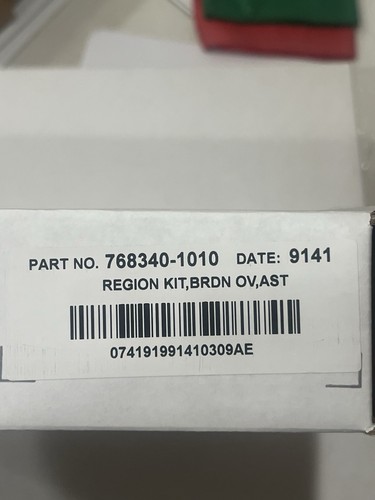 PART NO. 768340-1010 DATE: 9141
REGION KIT,BRDN OV,AST
074191991410309AE